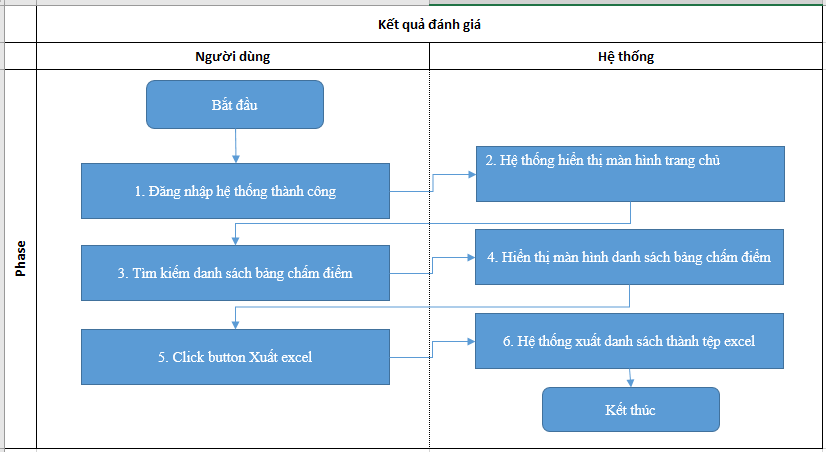 Kết quả đánh giá
Người dùng
Hệ thống
Phase
Bắt đầu
1. Đăng nhập hệ thống thành công
2. Hệ thống hiển thị màn hình trang chủ
3. Tìm kiếm danh sách bảng chấm điểm
4. Hiển thị màn hình danh sách bảng chấm điểm
5. Click button Xuất excel
6. Hệ thống xuất danh sách thành tệp excel
Kết thúc